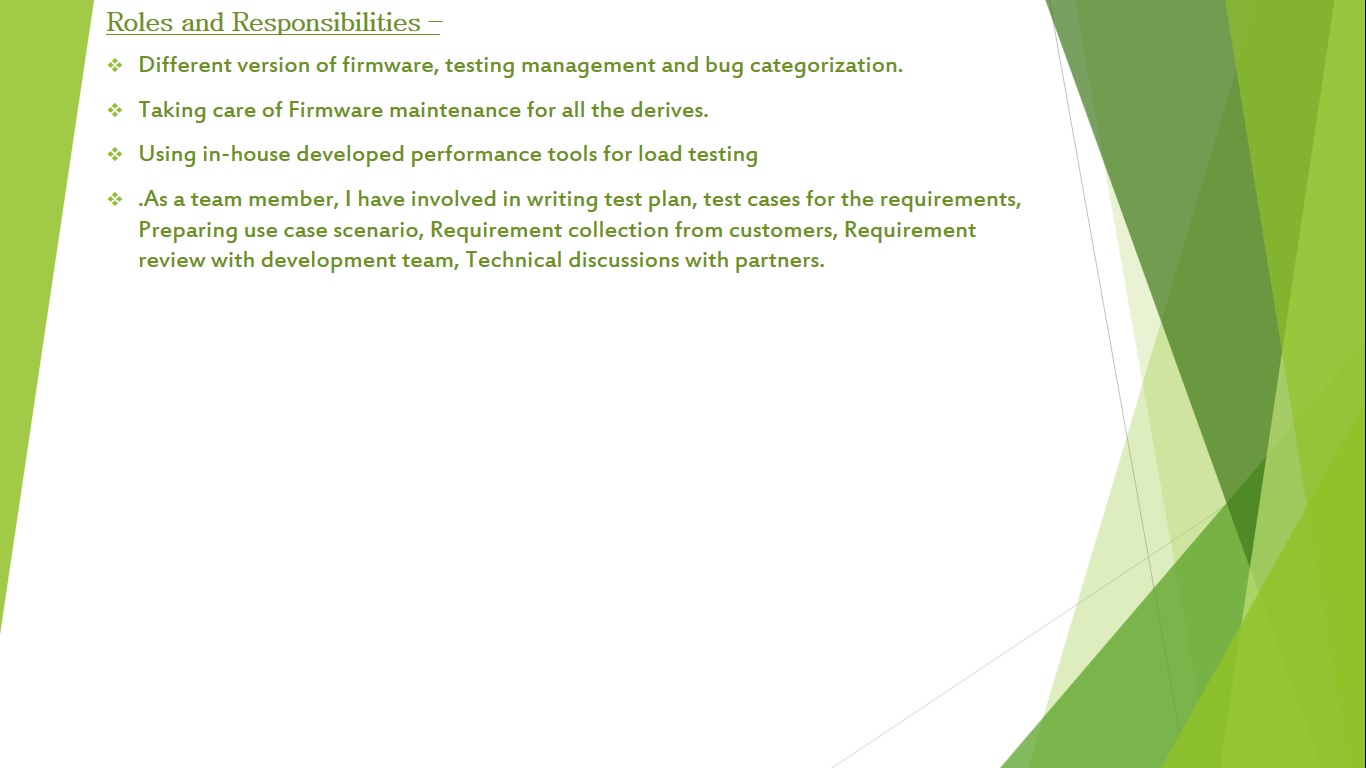 Roles and Responsibilities –
Different version of firmware, testing management and bug categorization.
Taking care of Firmware maintenance for all the derives.
Using in-house developed performance tools for load testing
.As a team member, I have involved in writing test plan, test cases for the requirements,
Preparing use case scenario, Requirement collection from customers, Requirement
review with development team, Technical discussions with partners.